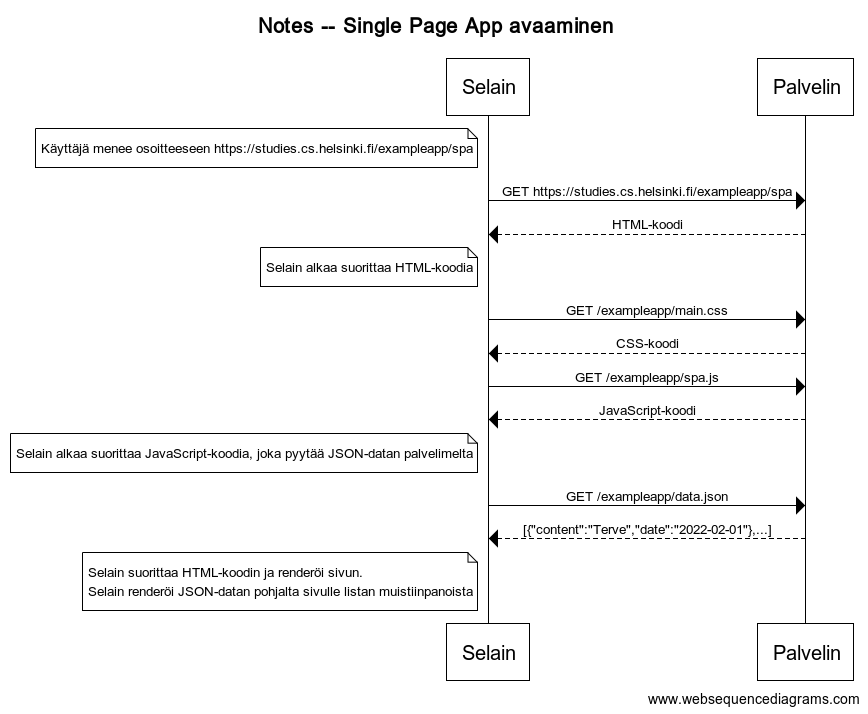 Notes -- Single Page App avaaminen
Selain
Palvelin
Käyttäjä menee osoitteeseen https://studies.cs.helsinki.fi/exampleapp/spa
GET https://studies.cs.helsinki.fi/exampleapp/spa
HTML-koodi
Selain alkaa suorittaa HTML-koodia
GET /exampleapp/main.css
CSS-koodi
GET /exampleapp/spa.js
JavaScript-koodi
Selain alkaa suorittaa JavaScript-koodia, joka pyytää JSON-datan palvelimelta
GET /exampleapp/data.json
[{"content":"Terve","date":"2022-02-01"},...]
Selain suorittaa HTML-koodin ja renderöi sivun.
Selain renderöi JSON-datan pohjalta sivulle listan muistiinpanoista
Selain
Palvelin
www.websequencediagrams.com